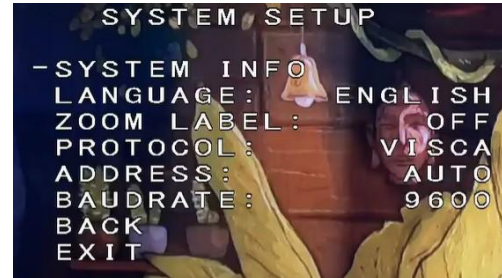 SYSTEM SETUP
-SYSTEM INFO
LANGUAGE: ENGLISH
ZOOM LABEL: OFF
PROTOCOL: VISCA
ADDRESS: AUTO
BAUDRATE: 9600
BACK
EXIT